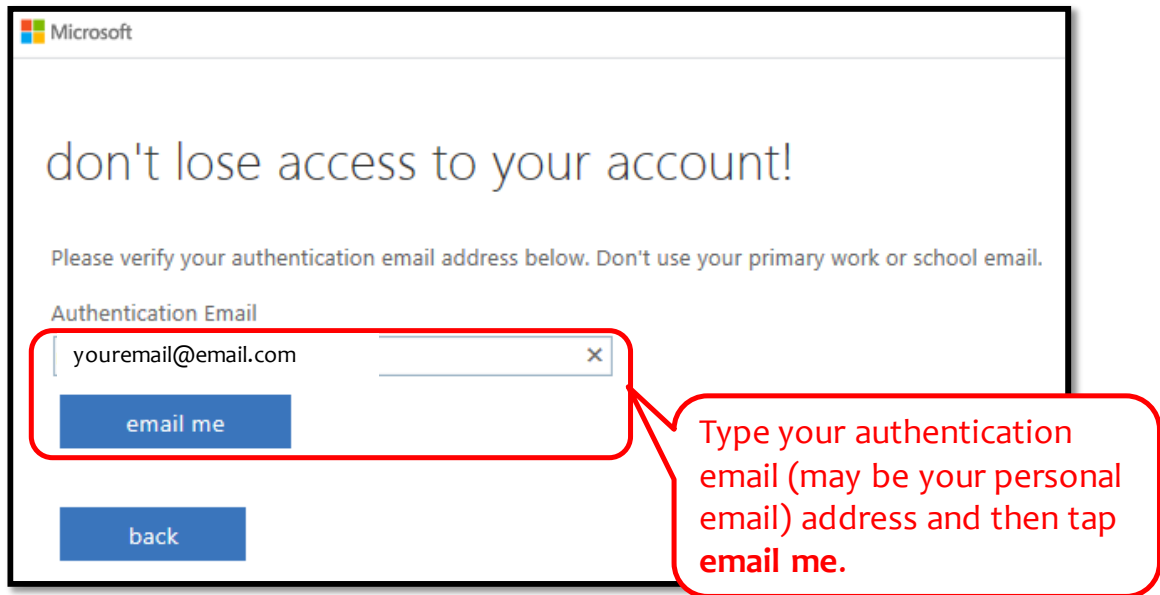 Microsoft
don't lose access to your account!
Please verify your authentication email address below. Don't use your primary work or school email.
Authentication Email
youremail@email.com ×
email me
Type your authentication
email (may be your personal
email) address and then tap
email me.
back